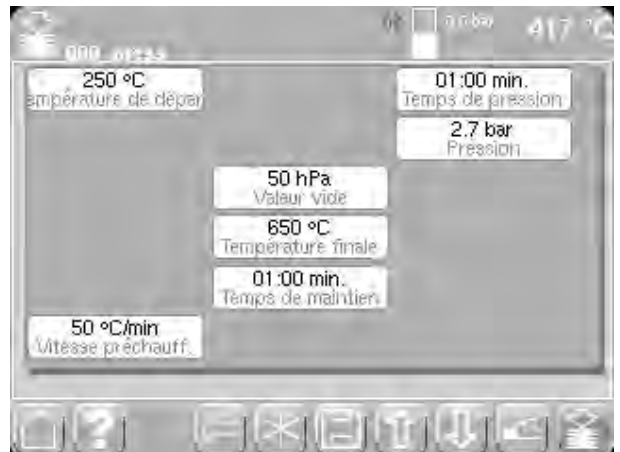 417 °C
250 °C
empérature de dépar
01:00 min.
Temps de pression
2.7 bar
Pression
50 hPa
Valeur vide
650 °C
Température finale
01:00 min.
Temps de maintien
50 °C/min
Vitesse préchauff.
?